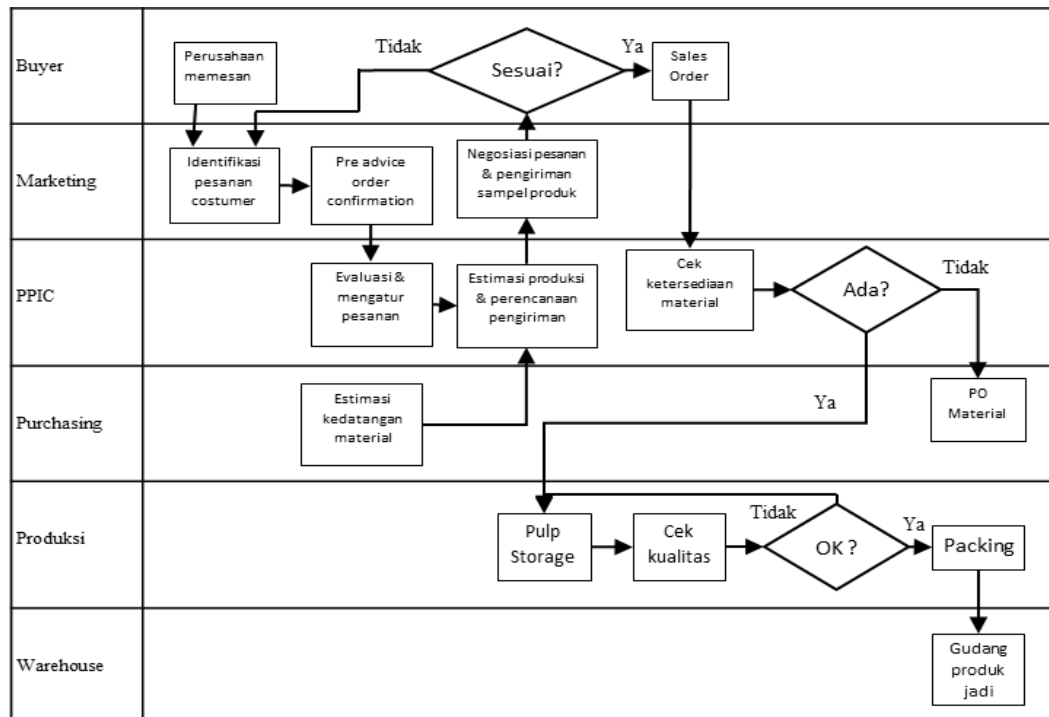 Buyer
Perusahaan
memesan
Tidak
Sesuai?
Ya
Sales
Order
Marketing
Identifikasi
pesanan
costumer
Pre advice
order
confirmation
Negosiasi pesanan
& pengiriman
sampel produk
PPIC
Evaluasi &
mengatur
pesanan
Estimasi produksi
& perencanaan
pengiriman
Cek
ketersediaan
material
Ada?
Tidak
Purchasing
Estimasi
kedatangan
material
Ya
PO
Material
Produksi
Pulp
Storage
Cek
kualitas
Tidak
OK ?
Ya
Packing
Warehouse
Gudang
produk
jadi